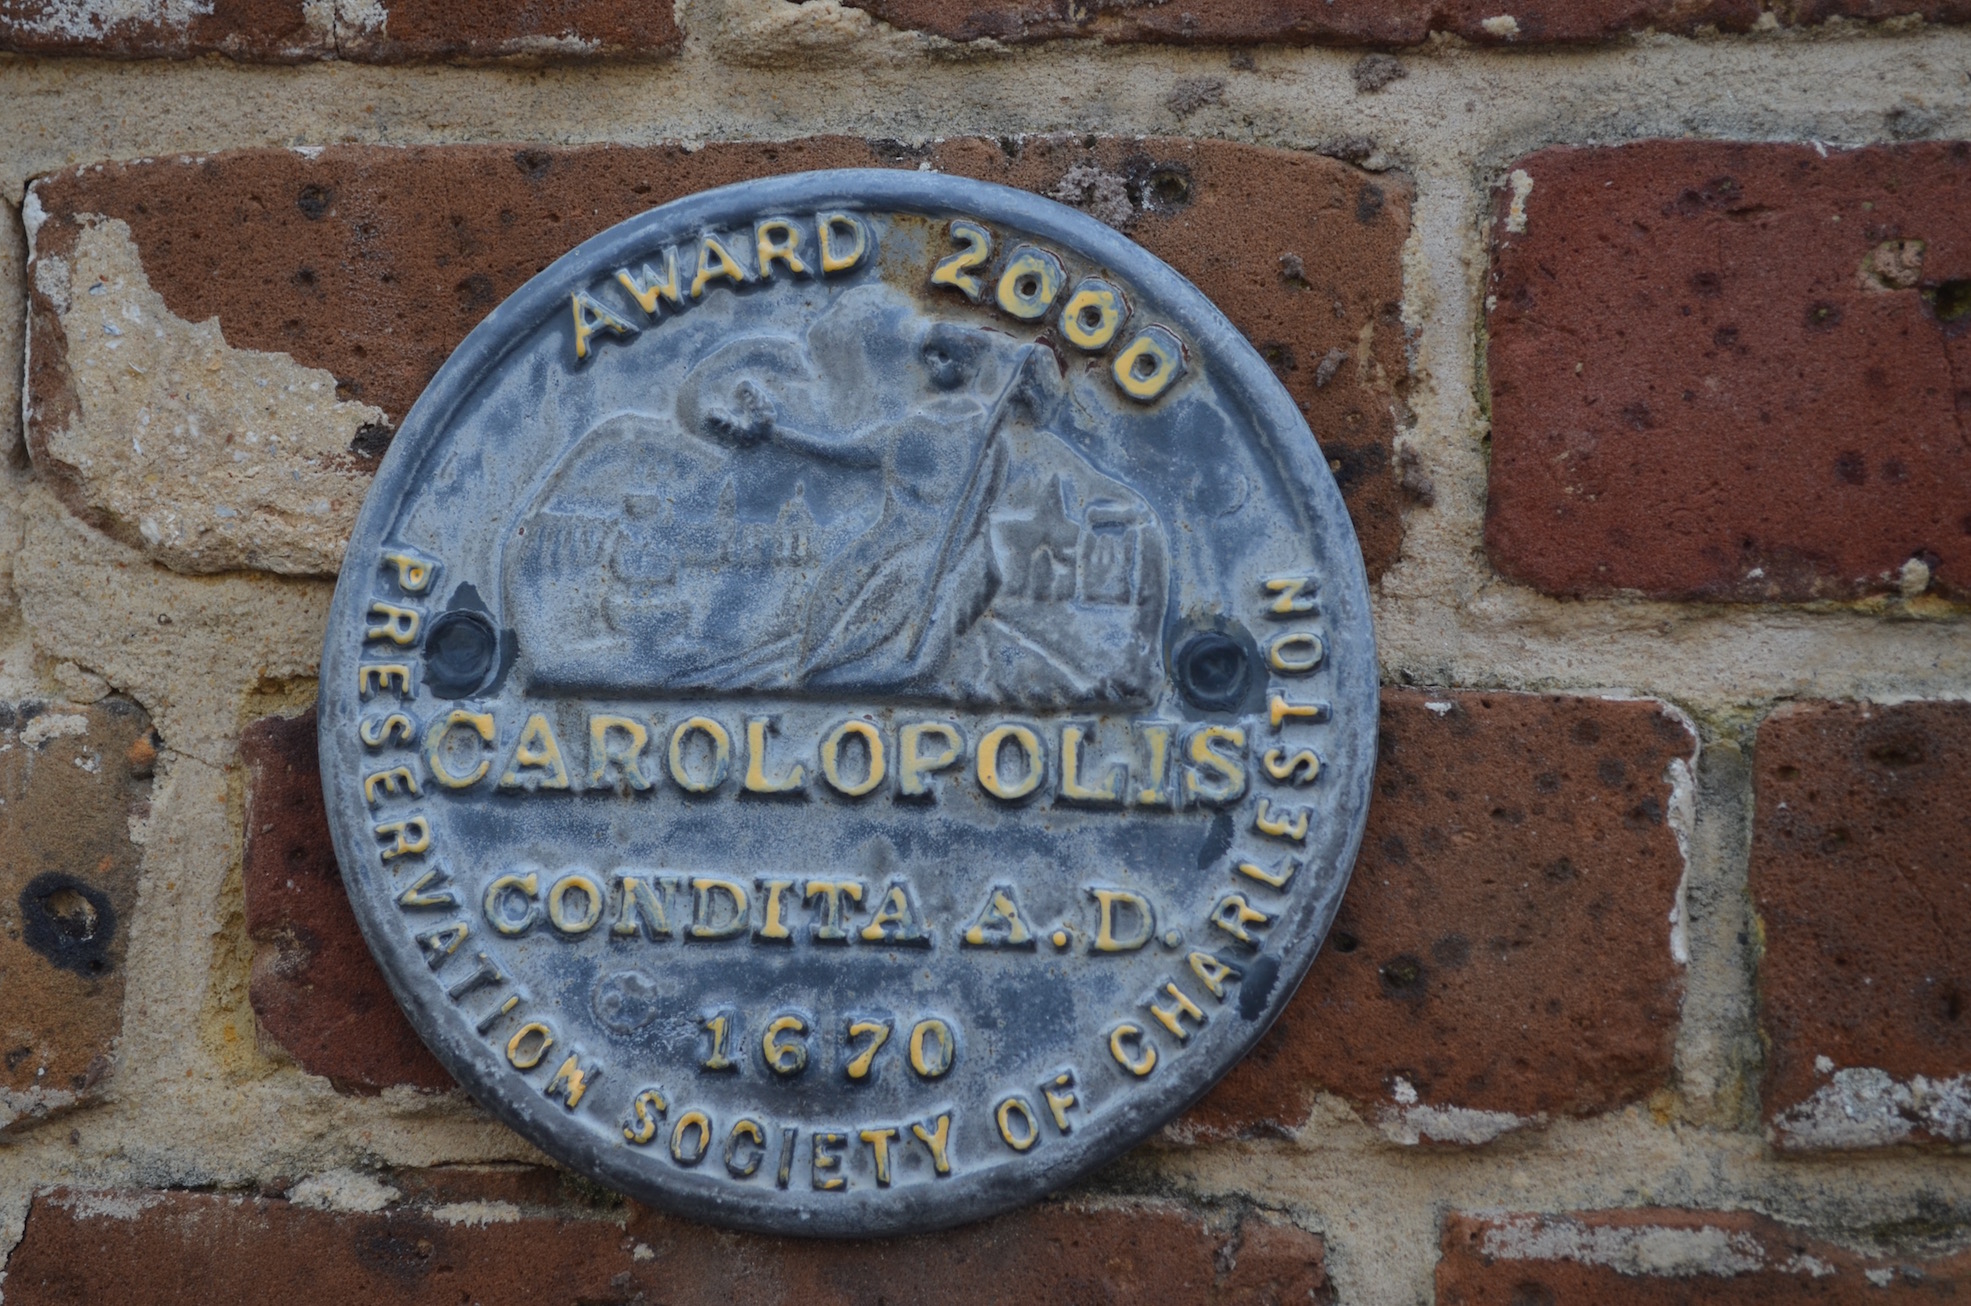 AWARD 2000
CAROLOPOLIS
CONDITA A.D.
1670
PRESERVATION SOCIETY OF CHARLESTON